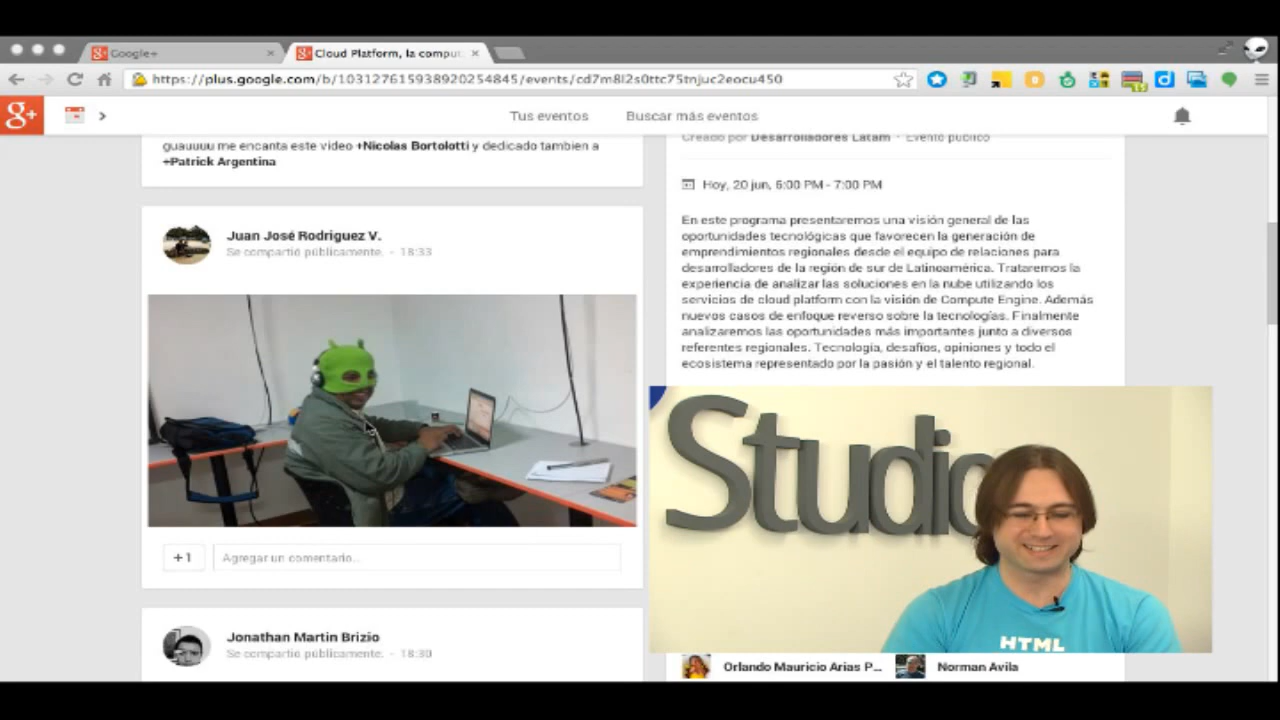 Google+
Cloud Platform, la comput
https://plus.google.com/b/103127615938920254845/events/cd7m8l2s0ttc75tnjuc2eocu450
g+
Tus eventos
Buscar más eventos
guauuuu me encanta este video +Nicolas Bortolotti y dedicado tambien a
+Patrick Argentina
Juan José Rodriguez V.
Se compartió públicamente. - 18:33
+1
Agregar un comentario...
Jonathan Martin Brizio
Se compartió públicamente. - 18:30
Creado por Desarrolladores Latam · Evento público
Hoy, 20 jun, 6:00 PM - 7:00 PM
En este programa presentaremos una visión general de las
oportunidades tecnológicas que favorecen la generación de
emprendimientos regionales desde el equipo de relaciones para
desarrolladores de la región de sur de Latinoamérica. Trataremos la
experiencia de analizar las soluciones en la nube utilizando los
servicios de cloud platform con la visión de Compute Engine. Además
nuevos casos de enfoque reverso sobre la tecnologías. Finalmente
analizaremos las oportunidades más importantes junto a diversos
referentes regionales. Tecnología, desafíos, opiniones y todo el
ecosistema representado por la pasión y el talento regional.
Studio
HTML
Orlando Mauricio Arias P...
Norman Avila